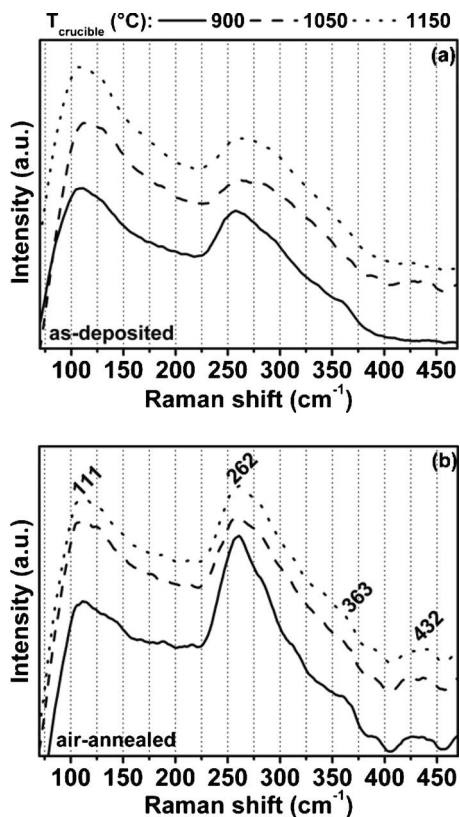 T_crucible (°C): 900 1050 1150
(a)
Intensity (a.u.)
as-deposited
100 150 200 250 300 350 400 450
Raman shift (cm⁻¹)
(b)
111 262 363 432
Intensity (a.u.)
air-annealed
100 150 200 250 300 350 400 450
Raman shift (cm⁻¹)